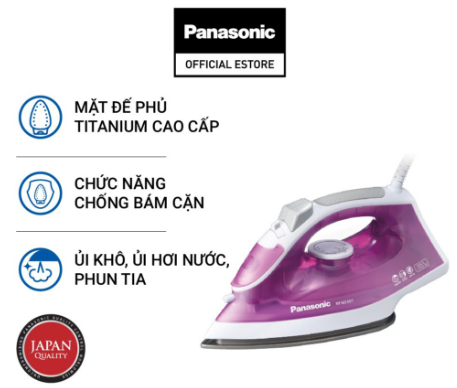 Panasonic
OFFICIAL ESTORE
MẶT ĐẾ PHỦ
TITANIUM CAO CẤP
CHỨC NĂNG
CHỐNG BÁM CẶN
ỦI KHÔ, ỦI HƠI NƯỚC,
PHUN TIA
Panasonic
JAPAN
QUALITY